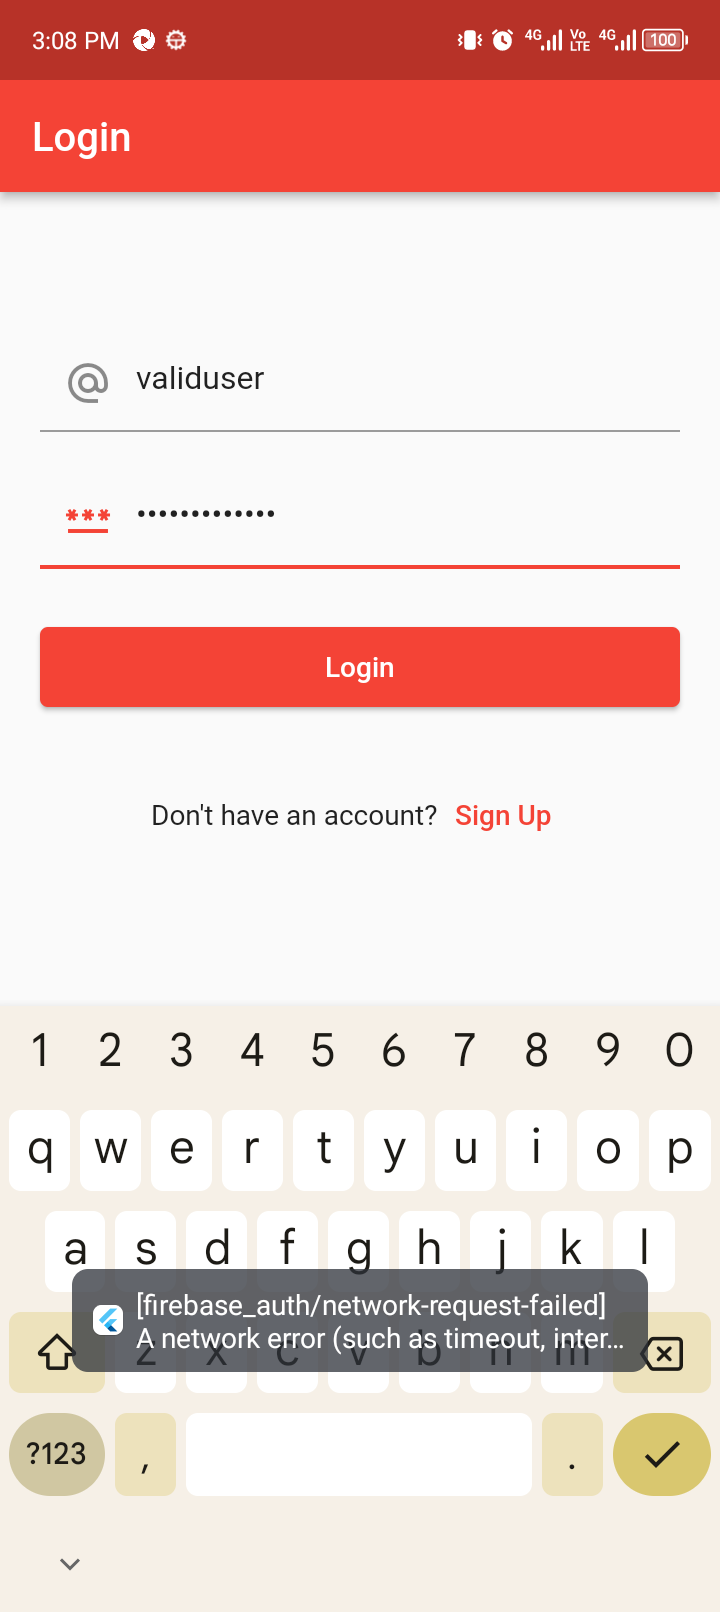 3:08 PM 4G Vo LTE 4G 100
Login
validuser
•••••••••••••
Login
Don't have an account? Sign Up
1 2 3 4 5 6 7 8 9 0
q w e r t y u i o p
a s d f g h j k l
[firebase_auth/network-request-failed]
A network error (such as timeout, inter...
z x c v b n m
?123 , .